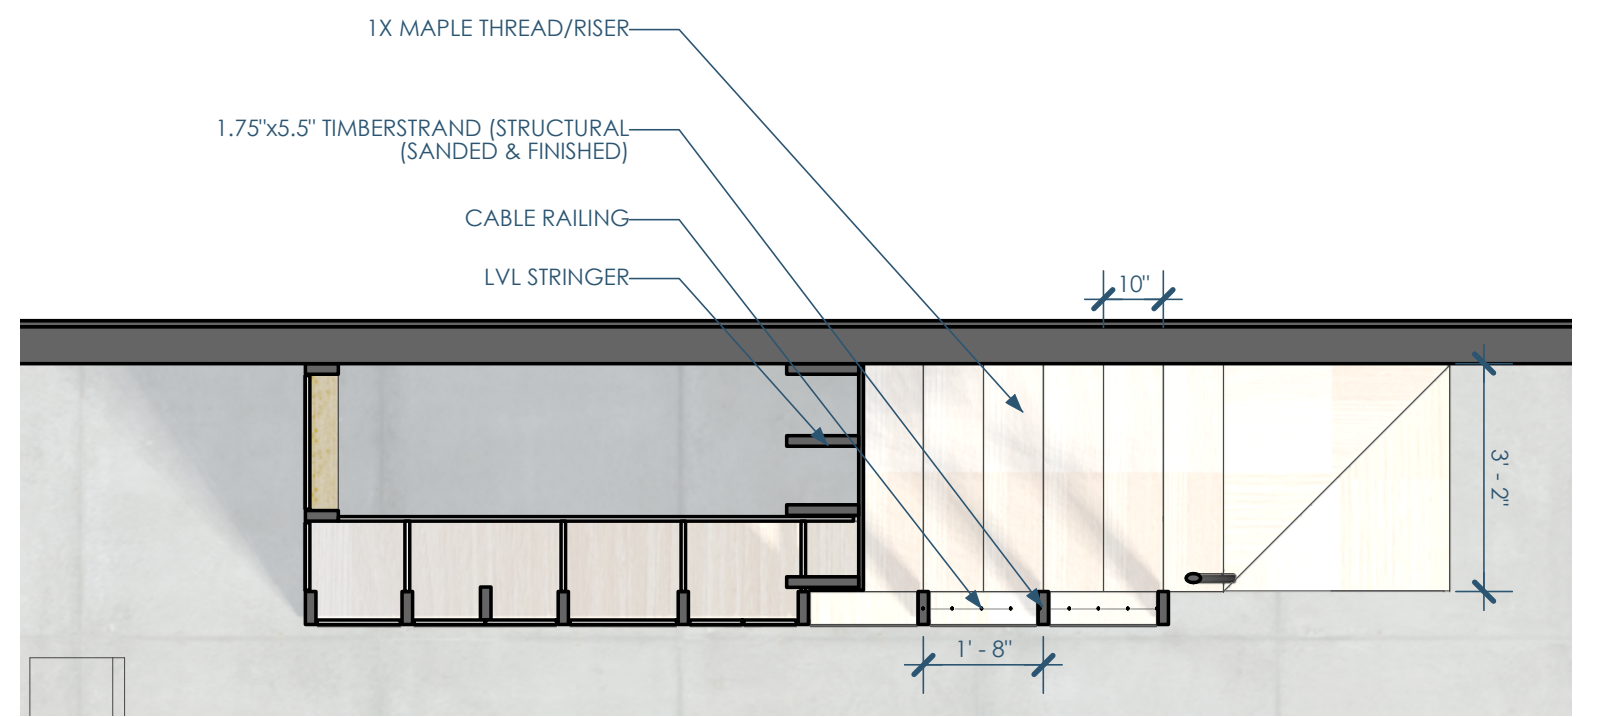 1X MAPLE THREAD/RISER
1.75"x5.5" TIMBERSTRAND (STRUCTURAL
(SANDED & FINISHED)
CABLE RAILING
LVL STRINGER
10"
3' - 2"
1' - 8"